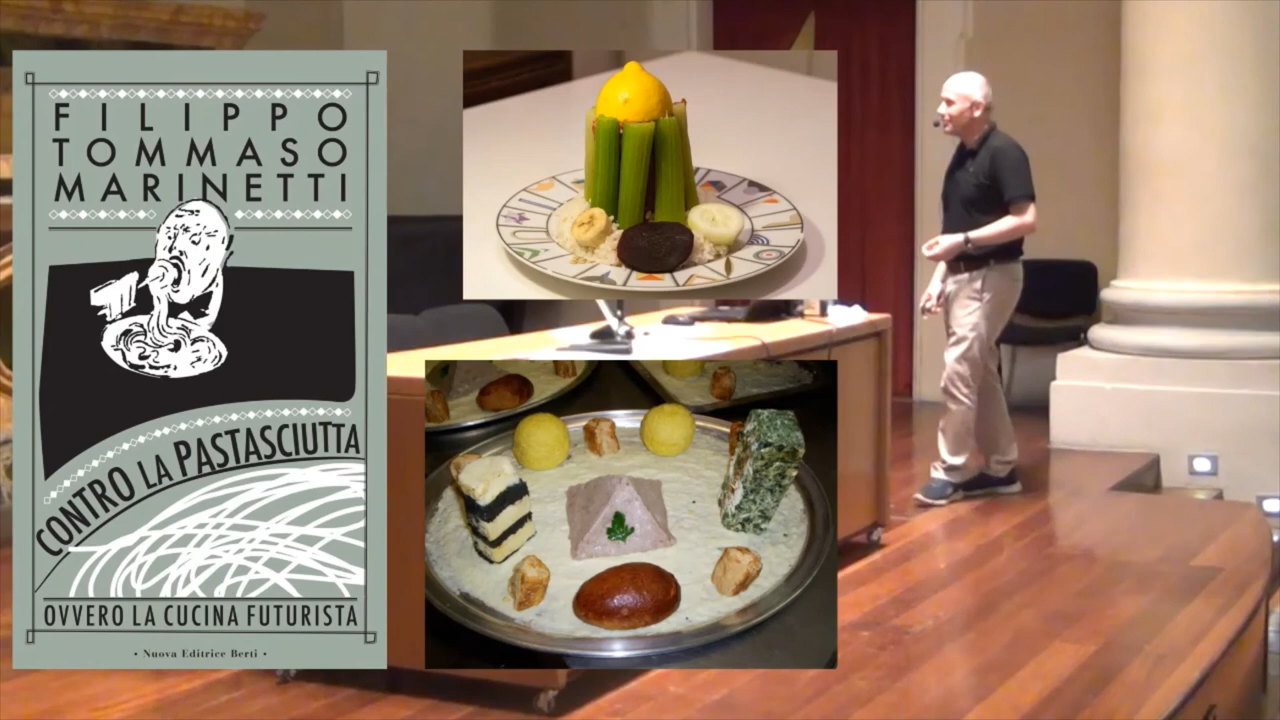 FILIPPO
TOMMASO
MARINETTI
CONTRO LA PASTASCIUTTA
OVVERO LA CUCINA FUTURISTA
• Nuova Editrice Berti •